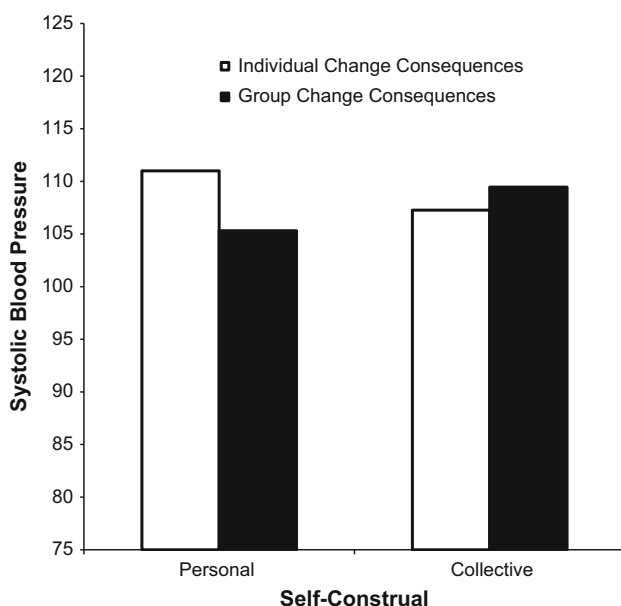 125
120
115
110
105
100
95
90
85
80
75
Systolic Blood Pressure
Individual Change Consequences
Group Change Consequences
Personal
Collective
Self-Construal